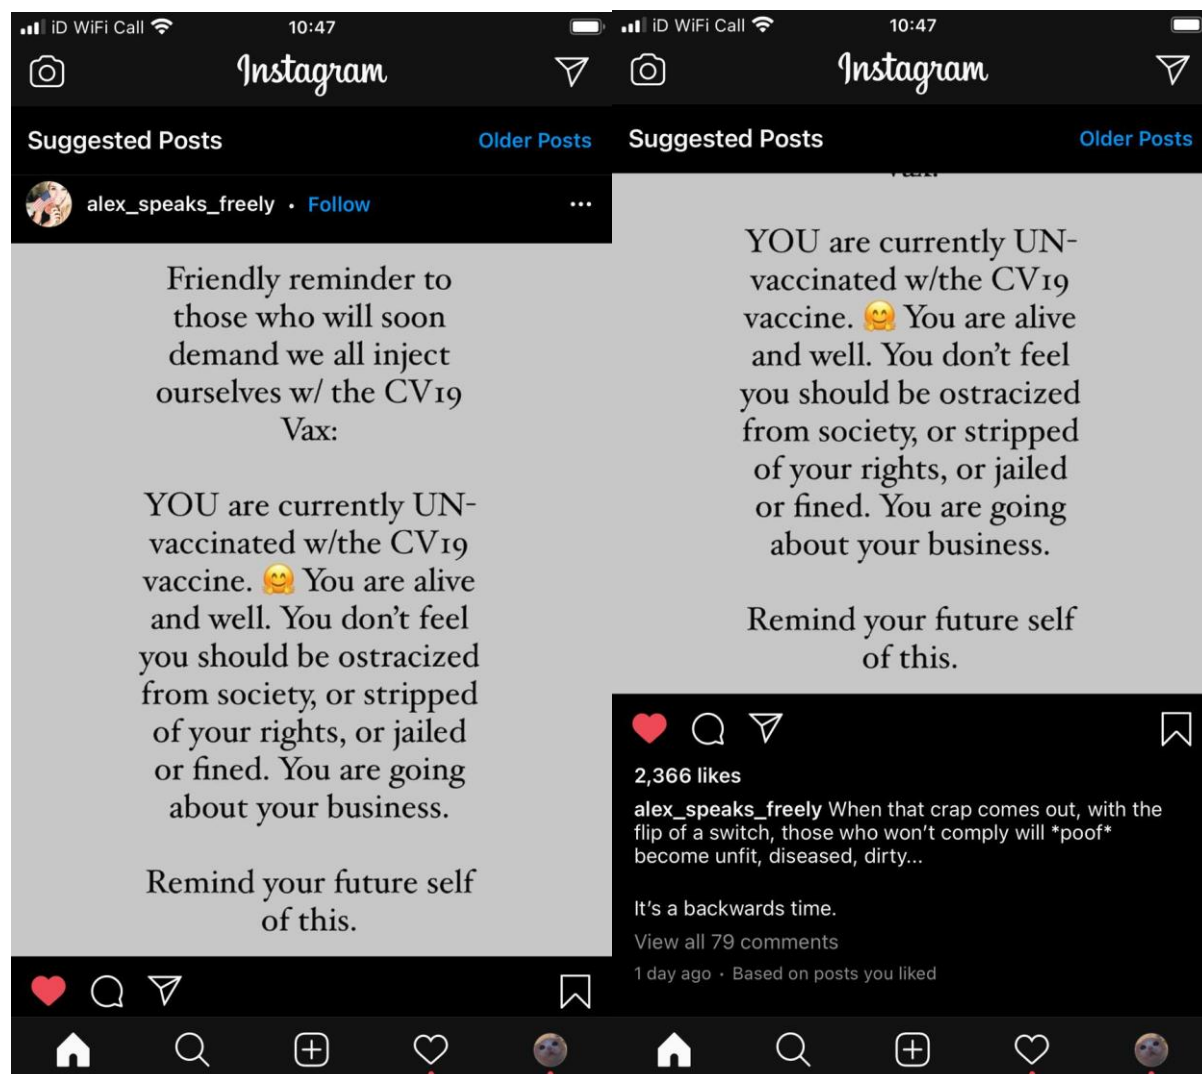 iD WiFi Call
10:47
Instagram
Suggested Posts
Older Posts
alex_speaks_freely • Follow
Friendly reminder to
those who will soon
demand we all inject
ourselves w/ the CV19
Vax:
YOU are currently UN-
vaccinated w/the CV19
vaccine. 🤗 You are alive
and well. You don't feel
you should be ostracized
from society, or stripped
of your rights, or jailed
or fined. You are going
about your business.
Remind your future self
of this.
iD WiFi Call
10:47
Instagram
Suggested Posts
Older Posts
YOU are currently UN-
vaccinated w/the CV19
vaccine. 🤗 You are alive
and well. You don't feel
you should be ostracized
from society, or stripped
of your rights, or jailed
or fined. You are going
about your business.
Remind your future self
of this.
2,366 likes
alex_speaks_freely When that crap comes out, with the
flip of a switch, those who won't comply will *poof*
become unfit, diseased, dirty...
It's a backwards time.
View all 79 comments
1 day ago · Based on posts you liked